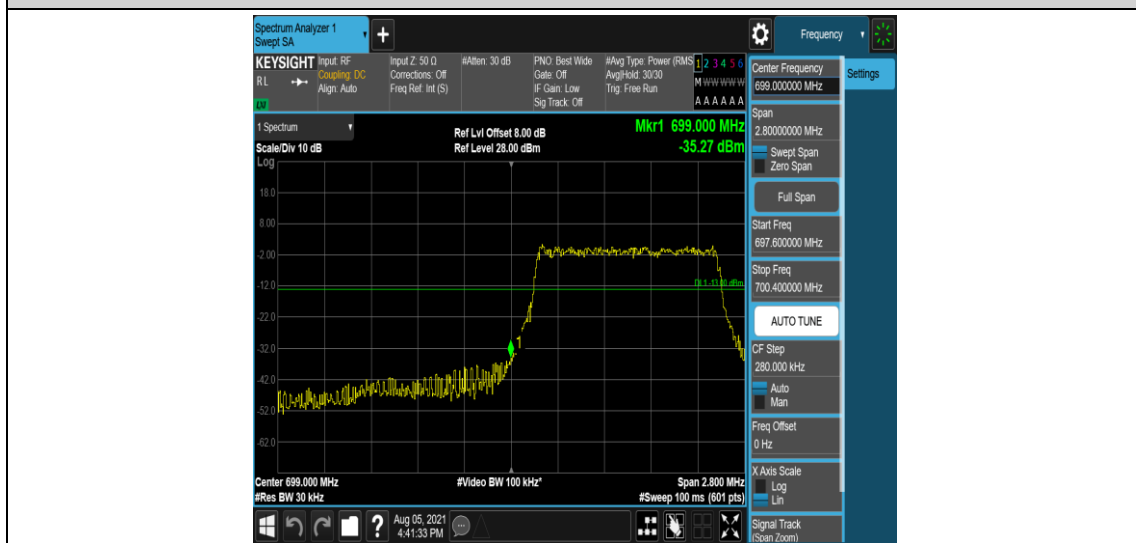 Spectrum Analyzer 1
Swept SA
+
Frequency
KEYSIGHT
RL
LW
Input: RF
Coupling: DC
Align: Auto
Input Z: 50 Ω
Corrections: Off
Freq Ref: Int (S)
#Atten: 30 dB
PNO: Best Wide
Gate: Off
IF Gain: Low
Sig Track: Off
#Avg Type: Power (RMS
Avg|Hold: 30/30
Trig: Free Run
1 2 3 4 5 6
M W W W W W
A A A A A A
1 Spectrum
Scale/Div 10 dB
Log
Ref Lvl Offset 8.00 dB
Ref Level 28.00 dBm
Mkr1 699.000 MHz
-35.27 dBm
18.0
8.00
-2.00
-12.0
DL1 -13.00 dBm
-22.0
-32.0
1
-42.0
-52.0
-62.0
Center 699.000 MHz
#Res BW 30 kHz
#Video BW 100 kHz*
Span 2.800 MHz
#Sweep 100 ms (601 pts)
?
Aug 05, 2021
4:41:33 PM
Center Frequency
699.000000 MHz
Settings
Span
2.80000000 MHz
Swept Span
Zero Span
Full Span
Start Freq
697.600000 MHz
Stop Freq
700.400000 MHz
AUTO TUNE
CF Step
280.000 kHz
Auto
Man
Freq Offset
0 Hz
X Axis Scale
Log
Lin
Signal Track
(Span Zoom)